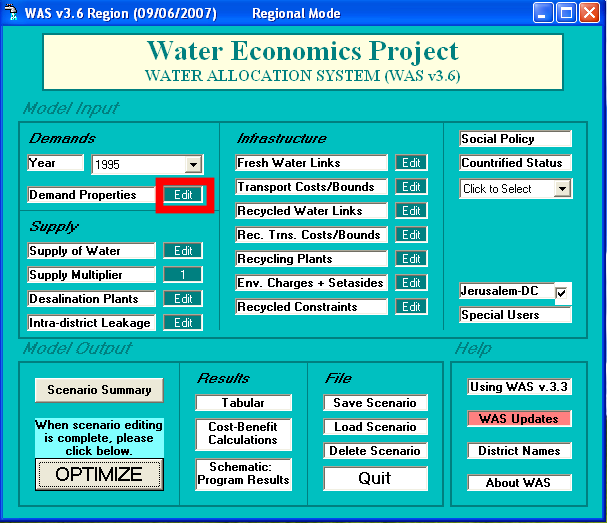 WAS v3.6 Region (09/06/2007) Regional Mode
Water Economics Project
WATER ALLOCATION SYSTEM (WAS v3.6)
Model Input
Demands
Year 1995
Demand Properties Edit
Supply
Supply of Water Edit
Supply Multiplier 1
Desalination Plants Edit
Intra-district Leakage Edit
Infrastructure
Fresh Water Links Edit
Transport Costs/Bounds Edit
Recycled Water Links Edit
Rec. Trns. Costs/Bounds Edit
Recycling Plants Edit
Env. Charges + Setasides Edit
Recycled Constraints Edit
Social Policy
Countrified Status
Click to Select
Jerusalem-DC
Special Users
Model Output
Scenario Summary
When scenario editing
is complete, please
click below.
OPTIMIZE
Results
Tabular
Cost-Benefit
Calculations
Schematic:
Program Results
File
Save Scenario
Load Scenario
Delete Scenario
Quit
Help
Using WAS v.3.3
WAS Updates
District Names
About WAS